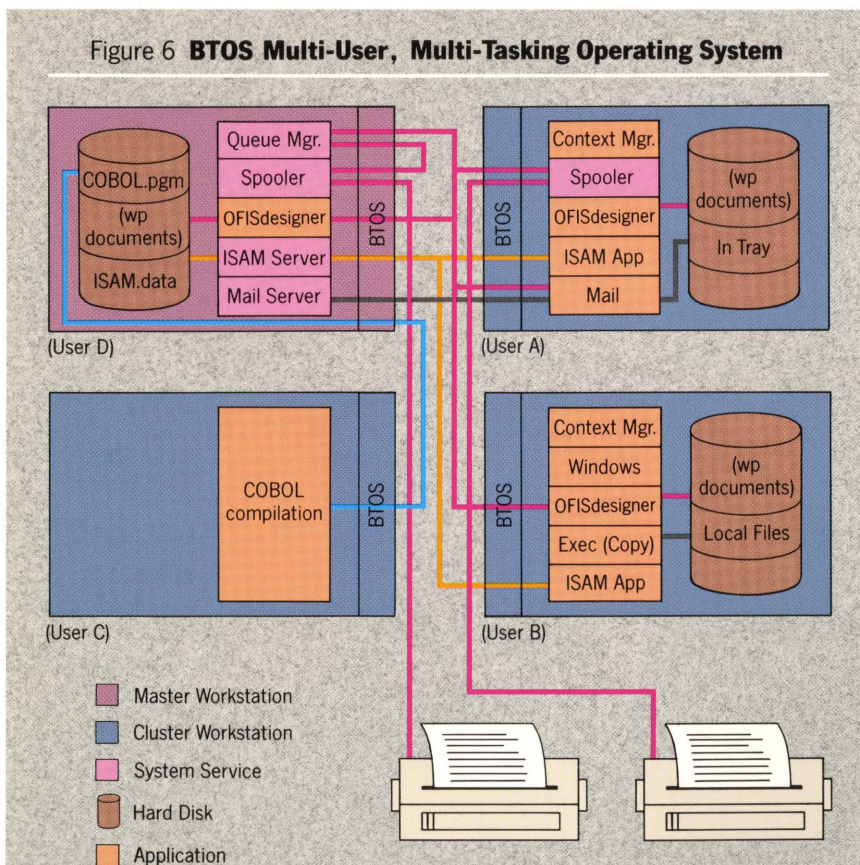 Figure 6 BTOS Multi-User, Multi-Tasking Operating System
COBOL.pgm
(wp
documents)
ISAM.data
Queue Mgr.
Spooler
OFISdesigner
ISAM Server
Mail Server
BTOS
(User D)
BTOS
Context Mgr.
Spooler
OFISdesigner
ISAM App
Mail
(wp
documents)
In Tray
(User A)
COBOL
compilation
BTOS
(User C)
BTOS
Context Mgr.
Windows
OFISdesigner
Exec (Copy)
ISAM App
(wp
documents)
Local Files
(User B)
Master Workstation
Cluster Workstation
System Service
Hard Disk
Application